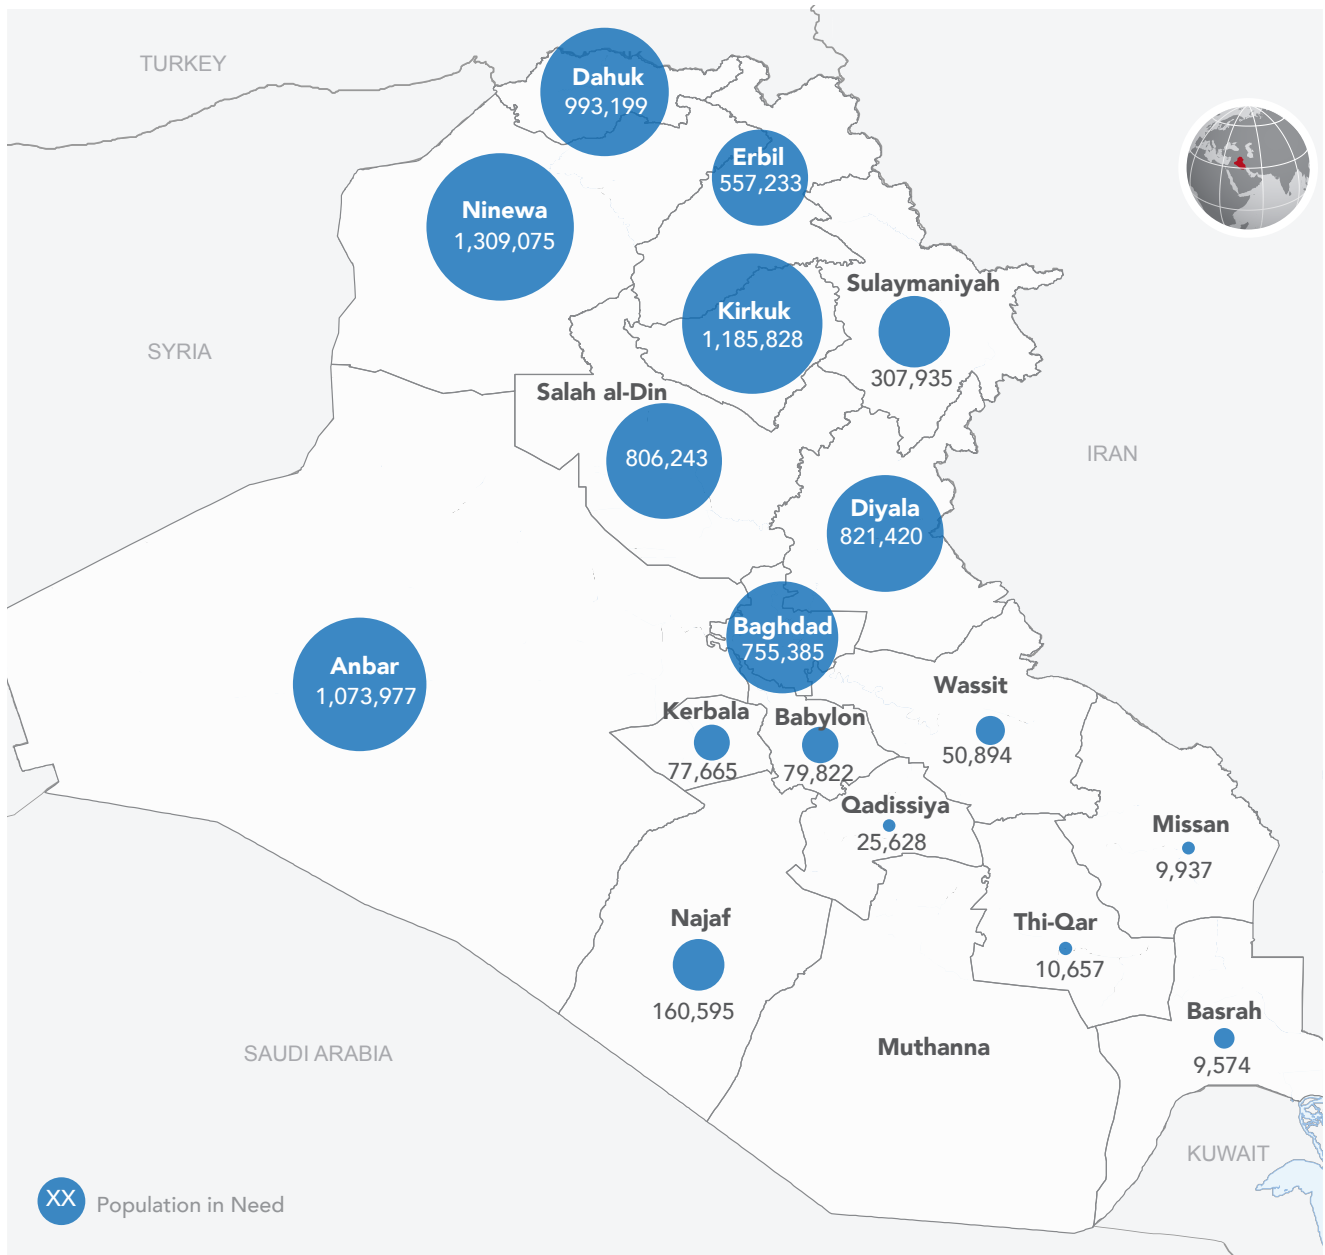 TURKEY
Dahuk
993,199
Erbil
557,233
Ninewa
1,309,075
Sulaymaniyah
307,935
Kirkuk
1,185,828
SYRIA
Salah al-Din
806,243
IRAN
Diyala
821,420
Baghdad
755,385
Anbar
1,073,977
Wassit
50,894
Kerbala
77,665
Babylon
79,822
Qadissiya
25,628
Missan
9,937
Najaf
160,595
Thi-Qar
10,657
Basrah
9,574
Muthanna
SAUDI ARABIA
KUWAIT
XX Population in Need